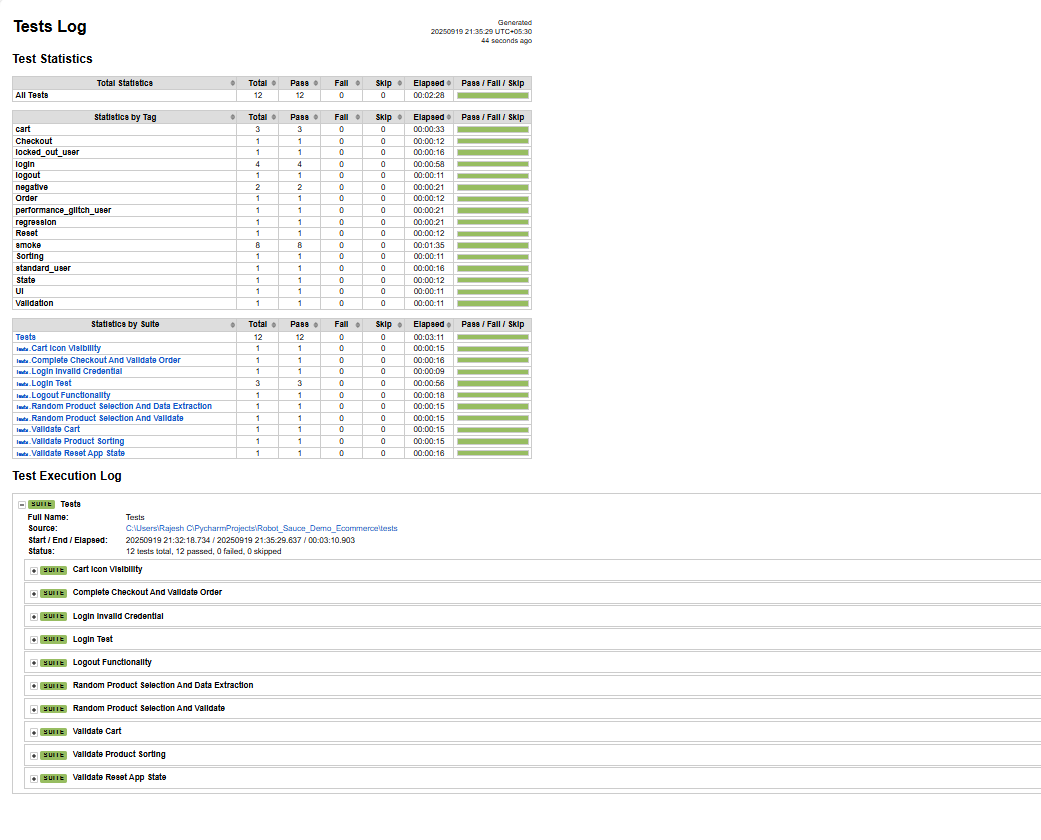 Tests Log
Generated
20250919 21:35:29 UTC+05:30
44 seconds ago
Test Statistics
Total Statistics Total Pass Fail Skip Elapsed Pass / Fail / Skip
All Tests 12 12 0 0 00:02:28
Statistics by Tag Total Pass Fail Skip Elapsed Pass / Fail / Skip
cart 3 3 0 0 00:00:33
Checkout 1 1 0 0 00:00:12
locked_out_user 1 1 0 0 00:00:16
login 4 4 0 0 00:00:58
logout 1 1 0 0 00:00:11
negative 2 2 0 0 00:00:21
Order 1 1 0 0 00:00:12
performance_glitch_user 1 1 0 0 00:00:21
regression 1 1 0 0 00:00:21
Reset 1 1 0 0 00:00:12
smoke 8 8 0 0 00:01:35
Sorting 1 1 0 0 00:00:11
standard_user 1 1 0 0 00:00:16
State 1 1 0 0 00:00:12
UI 1 1 0 0 00:00:11
Validation 1 1 0 0 00:00:11
Statistics by Suite Total Pass Fail Skip Elapsed Pass / Fail / Skip
Tests 12 12 0 0 00:03:11
Tests.Cart Icon Visibility 1 1 0 0 00:00:15
Tests.Complete Checkout And Validate Order 1 1 0 0 00:00:16
Tests.Login Invalid Credential 1 1 0 0 00:00:09
Tests.Login Test 3 3 0 0 00:00:56
Tests.Logout Functionality 1 1 0 0 00:00:18
Tests.Random Product Selection And Data Extraction 1 1 0 0 00:00:15
Tests.Random Product Selection And Validate 1 1 0 0 00:00:15
Tests.Validate Cart 1 1 0 0 00:00:15
Tests.Validate Product Sorting 1 1 0 0 00:00:15
Tests.Validate Reset App State 1 1 0 0 00:00:16
Test Execution Log
SUITE Tests
Full Name: Tests
Source: C:\Users\Rajesh C\PycharmProjects\Robot_Sauce_Demo_Ecommerce\tests
Start / End / Elapsed: 20250919 21:32:18.734 / 20250919 21:35:29.637 / 00:03:10.903
Status: 12 tests total, 12 passed, 0 failed, 0 skipped
SUITE Cart Icon Visibility
SUITE Complete Checkout And Validate Order
SUITE Login Invalid Credential
SUITE Login Test
SUITE Logout Functionality
SUITE Random Product Selection And Data Extraction
SUITE Random Product Selection And Validate
SUITE Validate Cart
SUITE Validate Product Sorting
SUITE Validate Reset App State